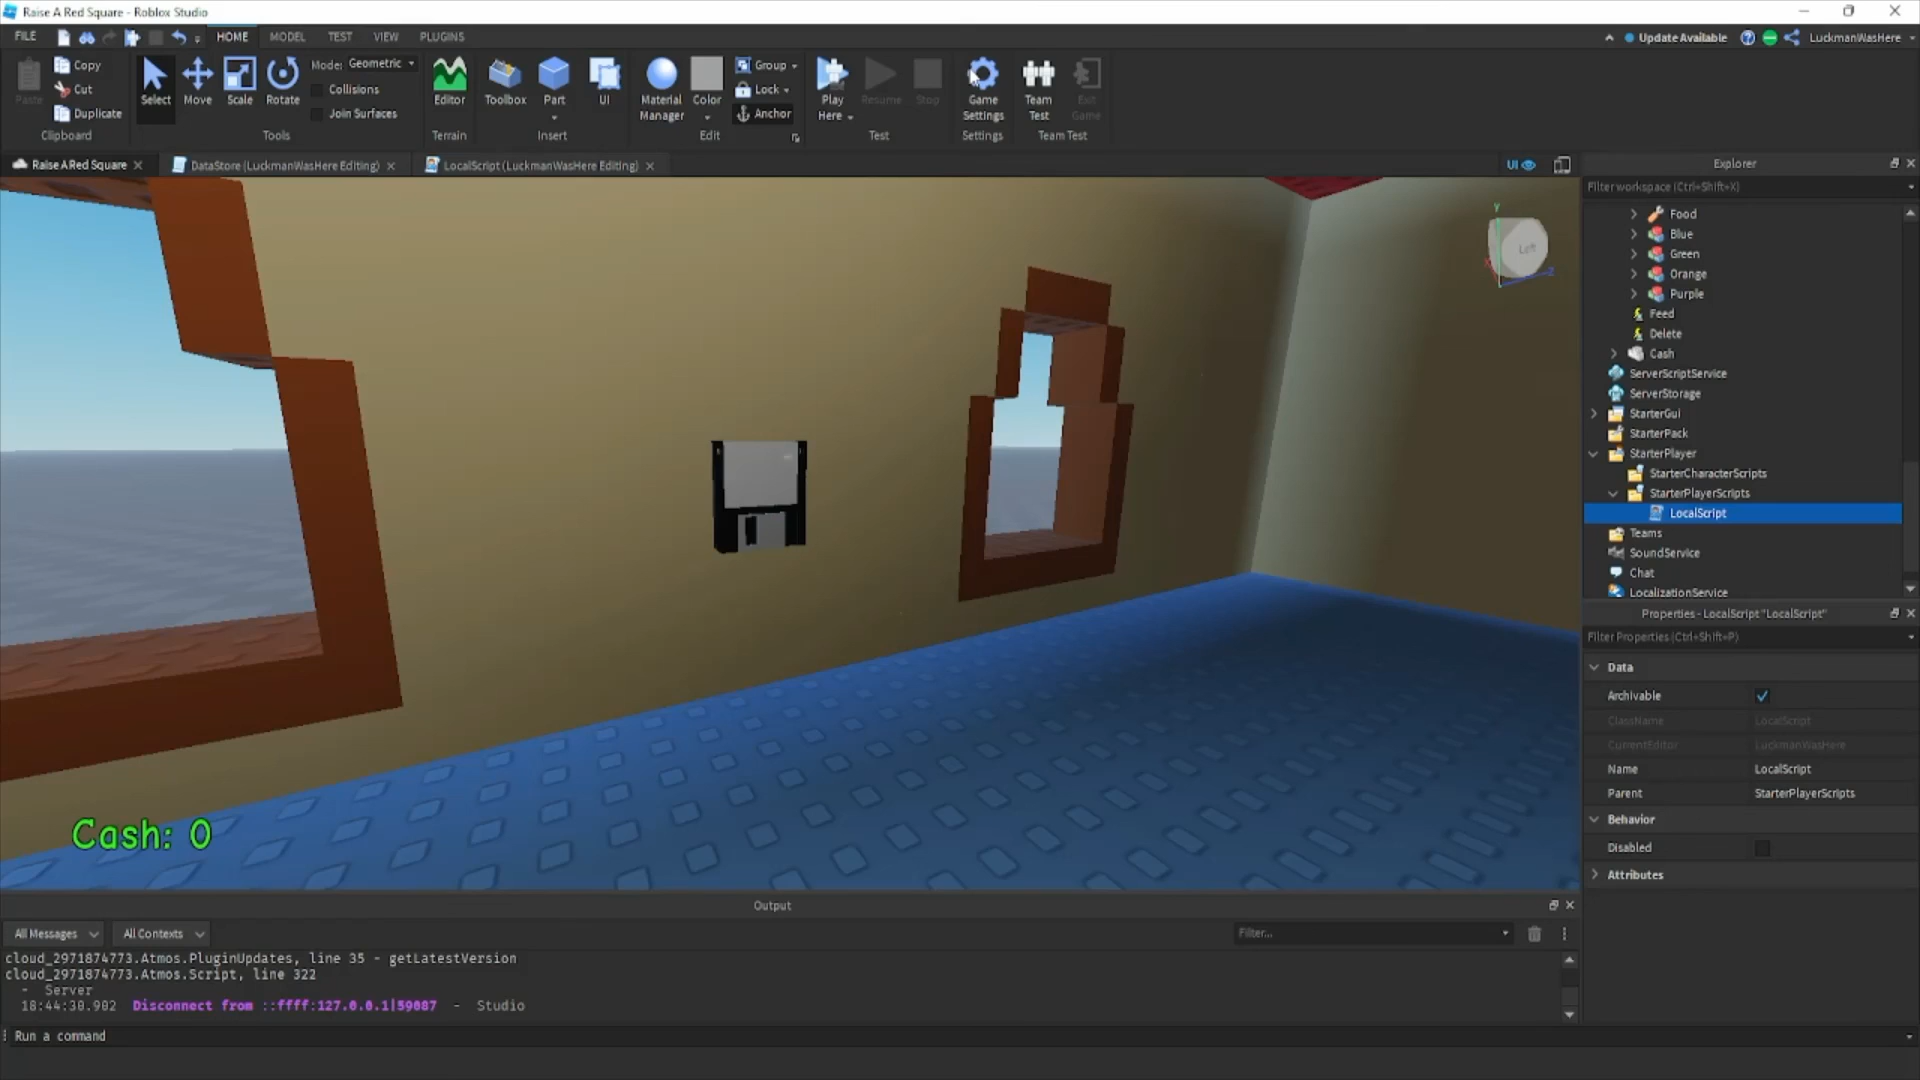 Raise A Red Square - Roblox Studio
FILE HOME MODEL TEST VIEW PLUGINS Update Available LuckmanWasHere
Paste Copy Cut Duplicate
Clipboard
Select Move Scale Rotate Mode: Geometric Collisions Join Surfaces
Tools
Editor
Terrain
Toolbox Part UI
Insert
Material Manager Color Group Lock Anchor
Edit
Play Here Resume Stop
Test
Game Settings
Settings
Team Test Exit Game
Team Test
Raise A Red Square DataStore (LuckmanWasHere Editing) LocalScript (LuckmanWasHere Editing) UI
Left
Y
Z
Cash: 0
Explorer
Filter workspace (Ctrl+Shift+X)
Food
Blue
Green
Orange
Purple
Feed
Delete
Cash
ServerScriptService
ServerStorage
StarterGui
StarterPack
StarterPlayer
StarterCharacterScripts
StarterPlayerScripts
LocalScript
Teams
SoundService
Chat
LocalizationService
Properties - LocalScript "LocalScript"
Filter Properties (Ctrl+Shift+P)
Data
Archivable
ClassName LocalScript
CurrentEditor LuckmanWasHere
Name LocalScript
Parent StarterPlayerScripts
Behavior
Disabled
Attributes
Output
All Messages All Contexts Filter...
cloud_2971874773.Atmos.PluginUpdates, line 35 - getLatestVersion
cloud_2971874773.Atmos.Script, line 322
- Server
18:44:30.902 Disconnect from ::ffff:127.0.0.1|59087 - Studio
Run a command